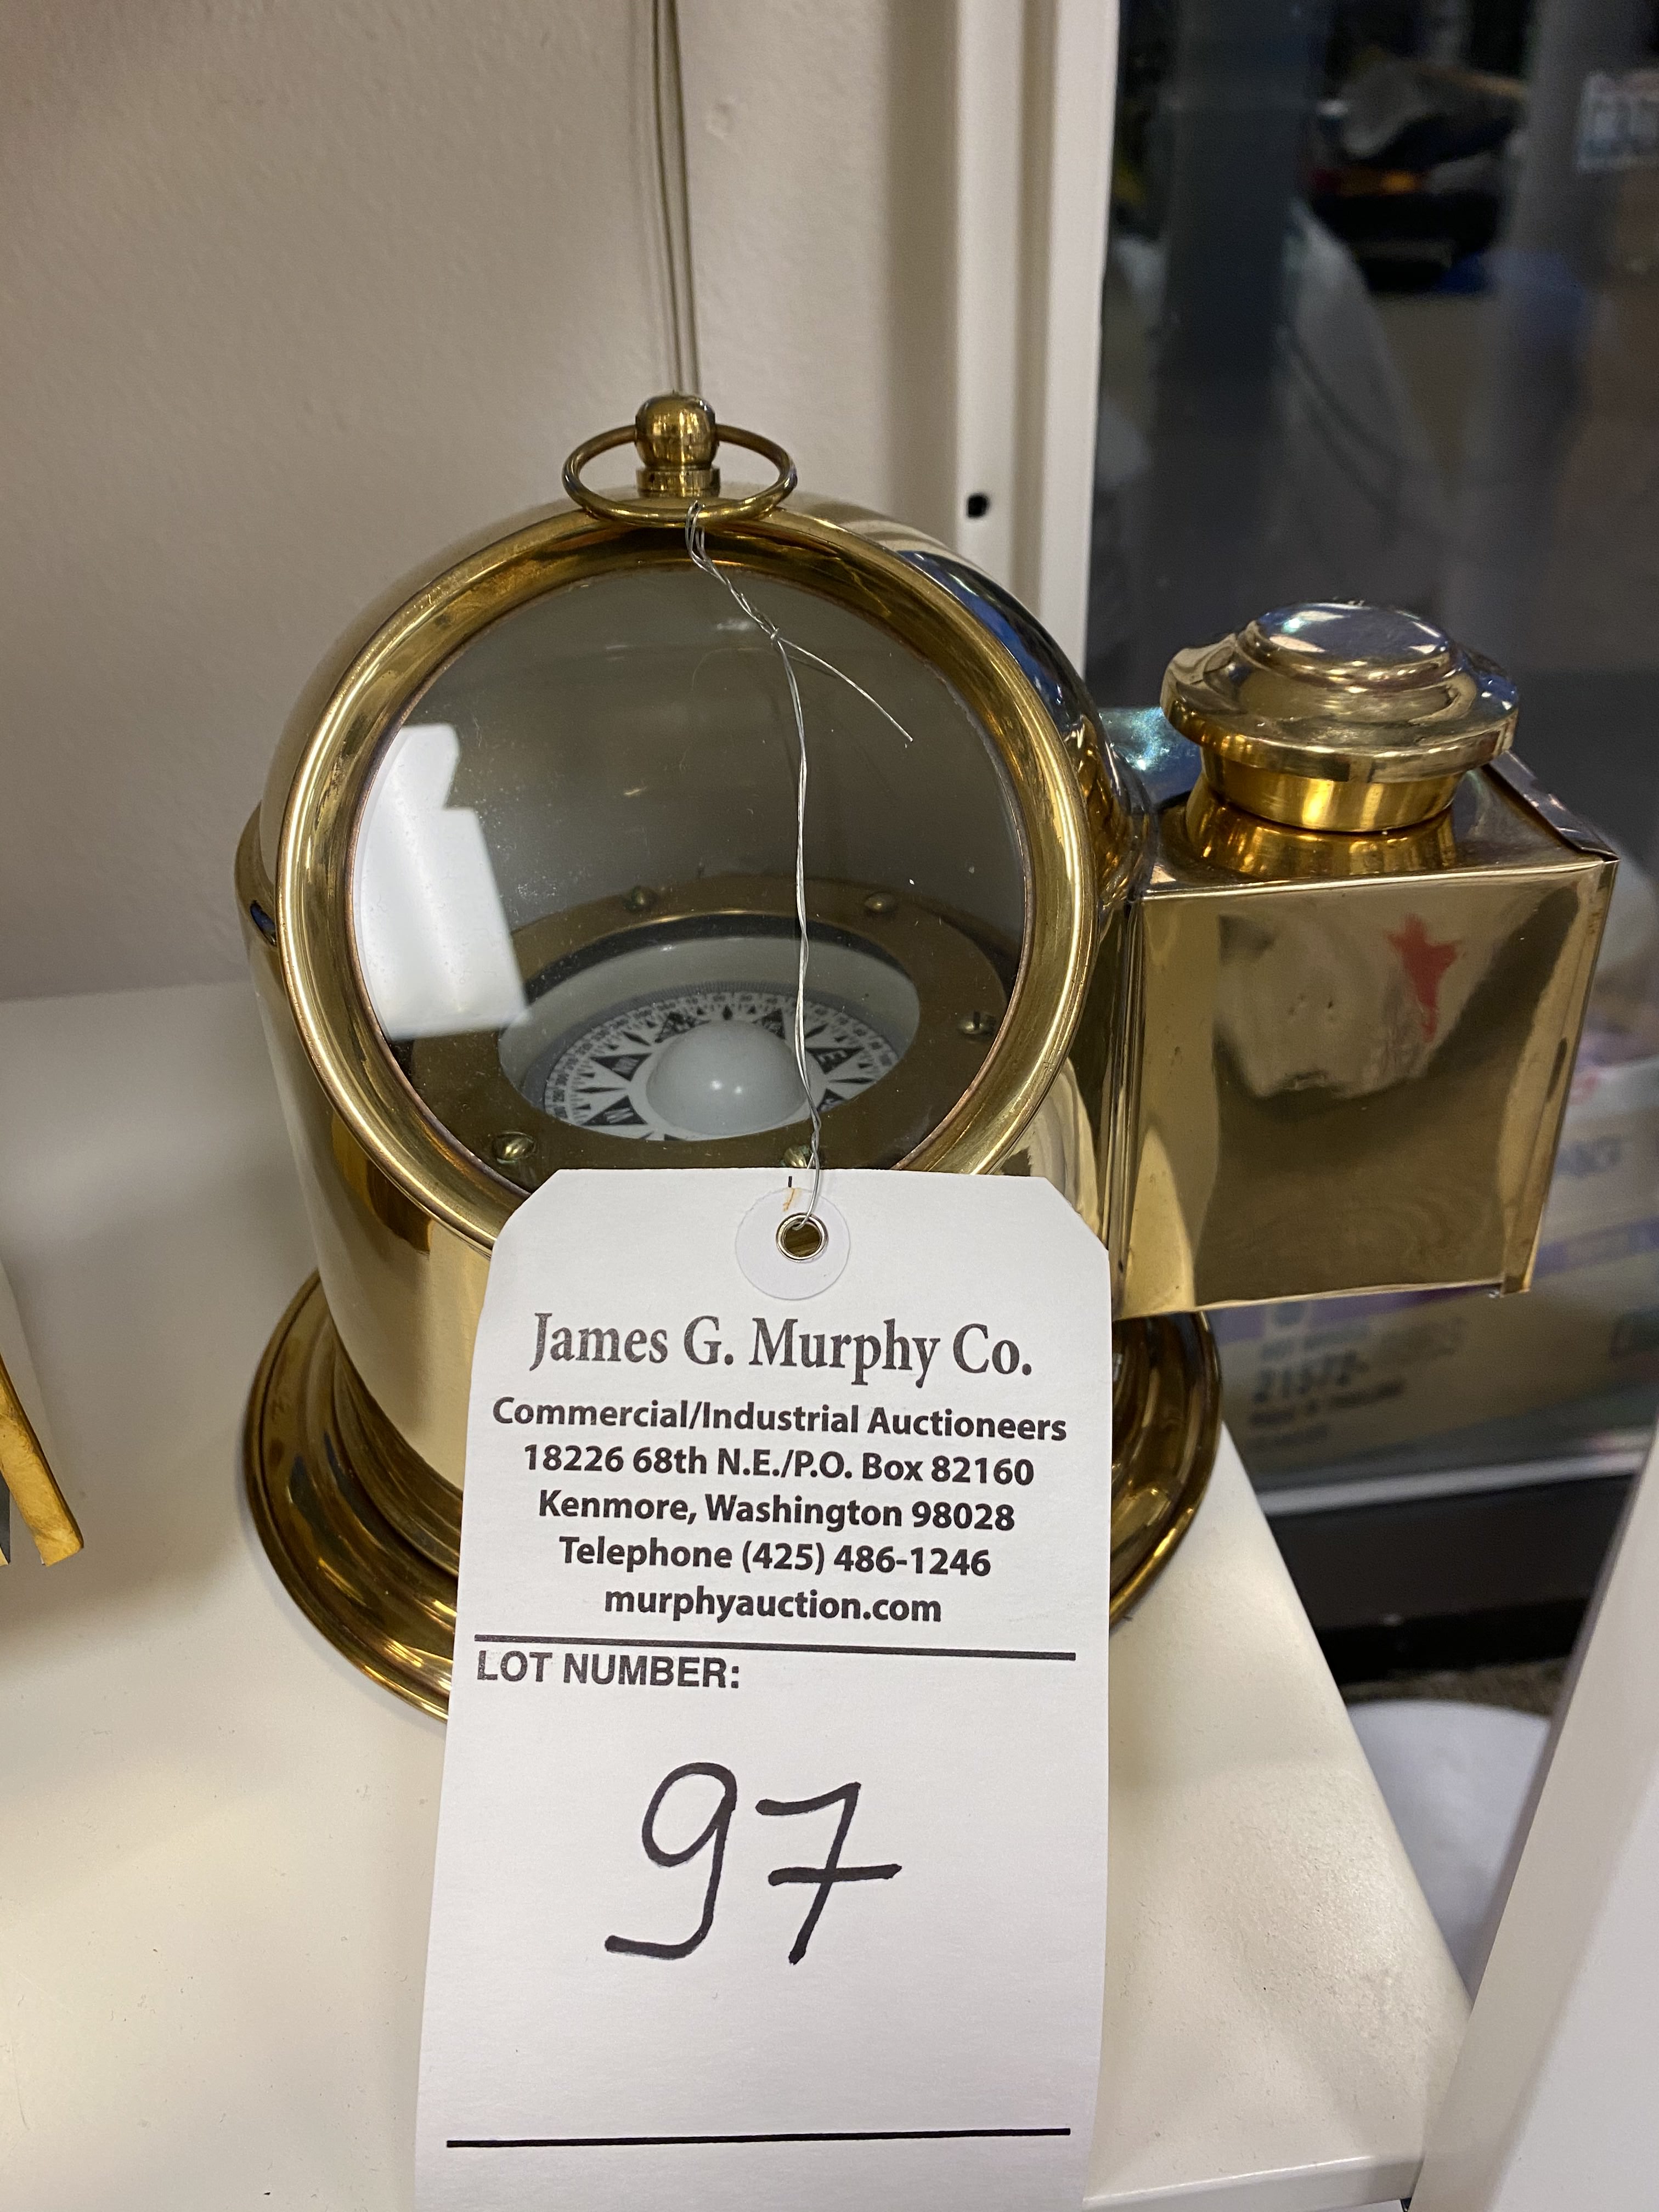 James G. Murphy Co.
Commercial/Industrial Auctioneers
18226 68th N.E./P.O. Box 82160
Kenmore, Washington 98028
Telephone (425) 486-1246
murphyauction.com
LOT NUMBER:
97
E
N